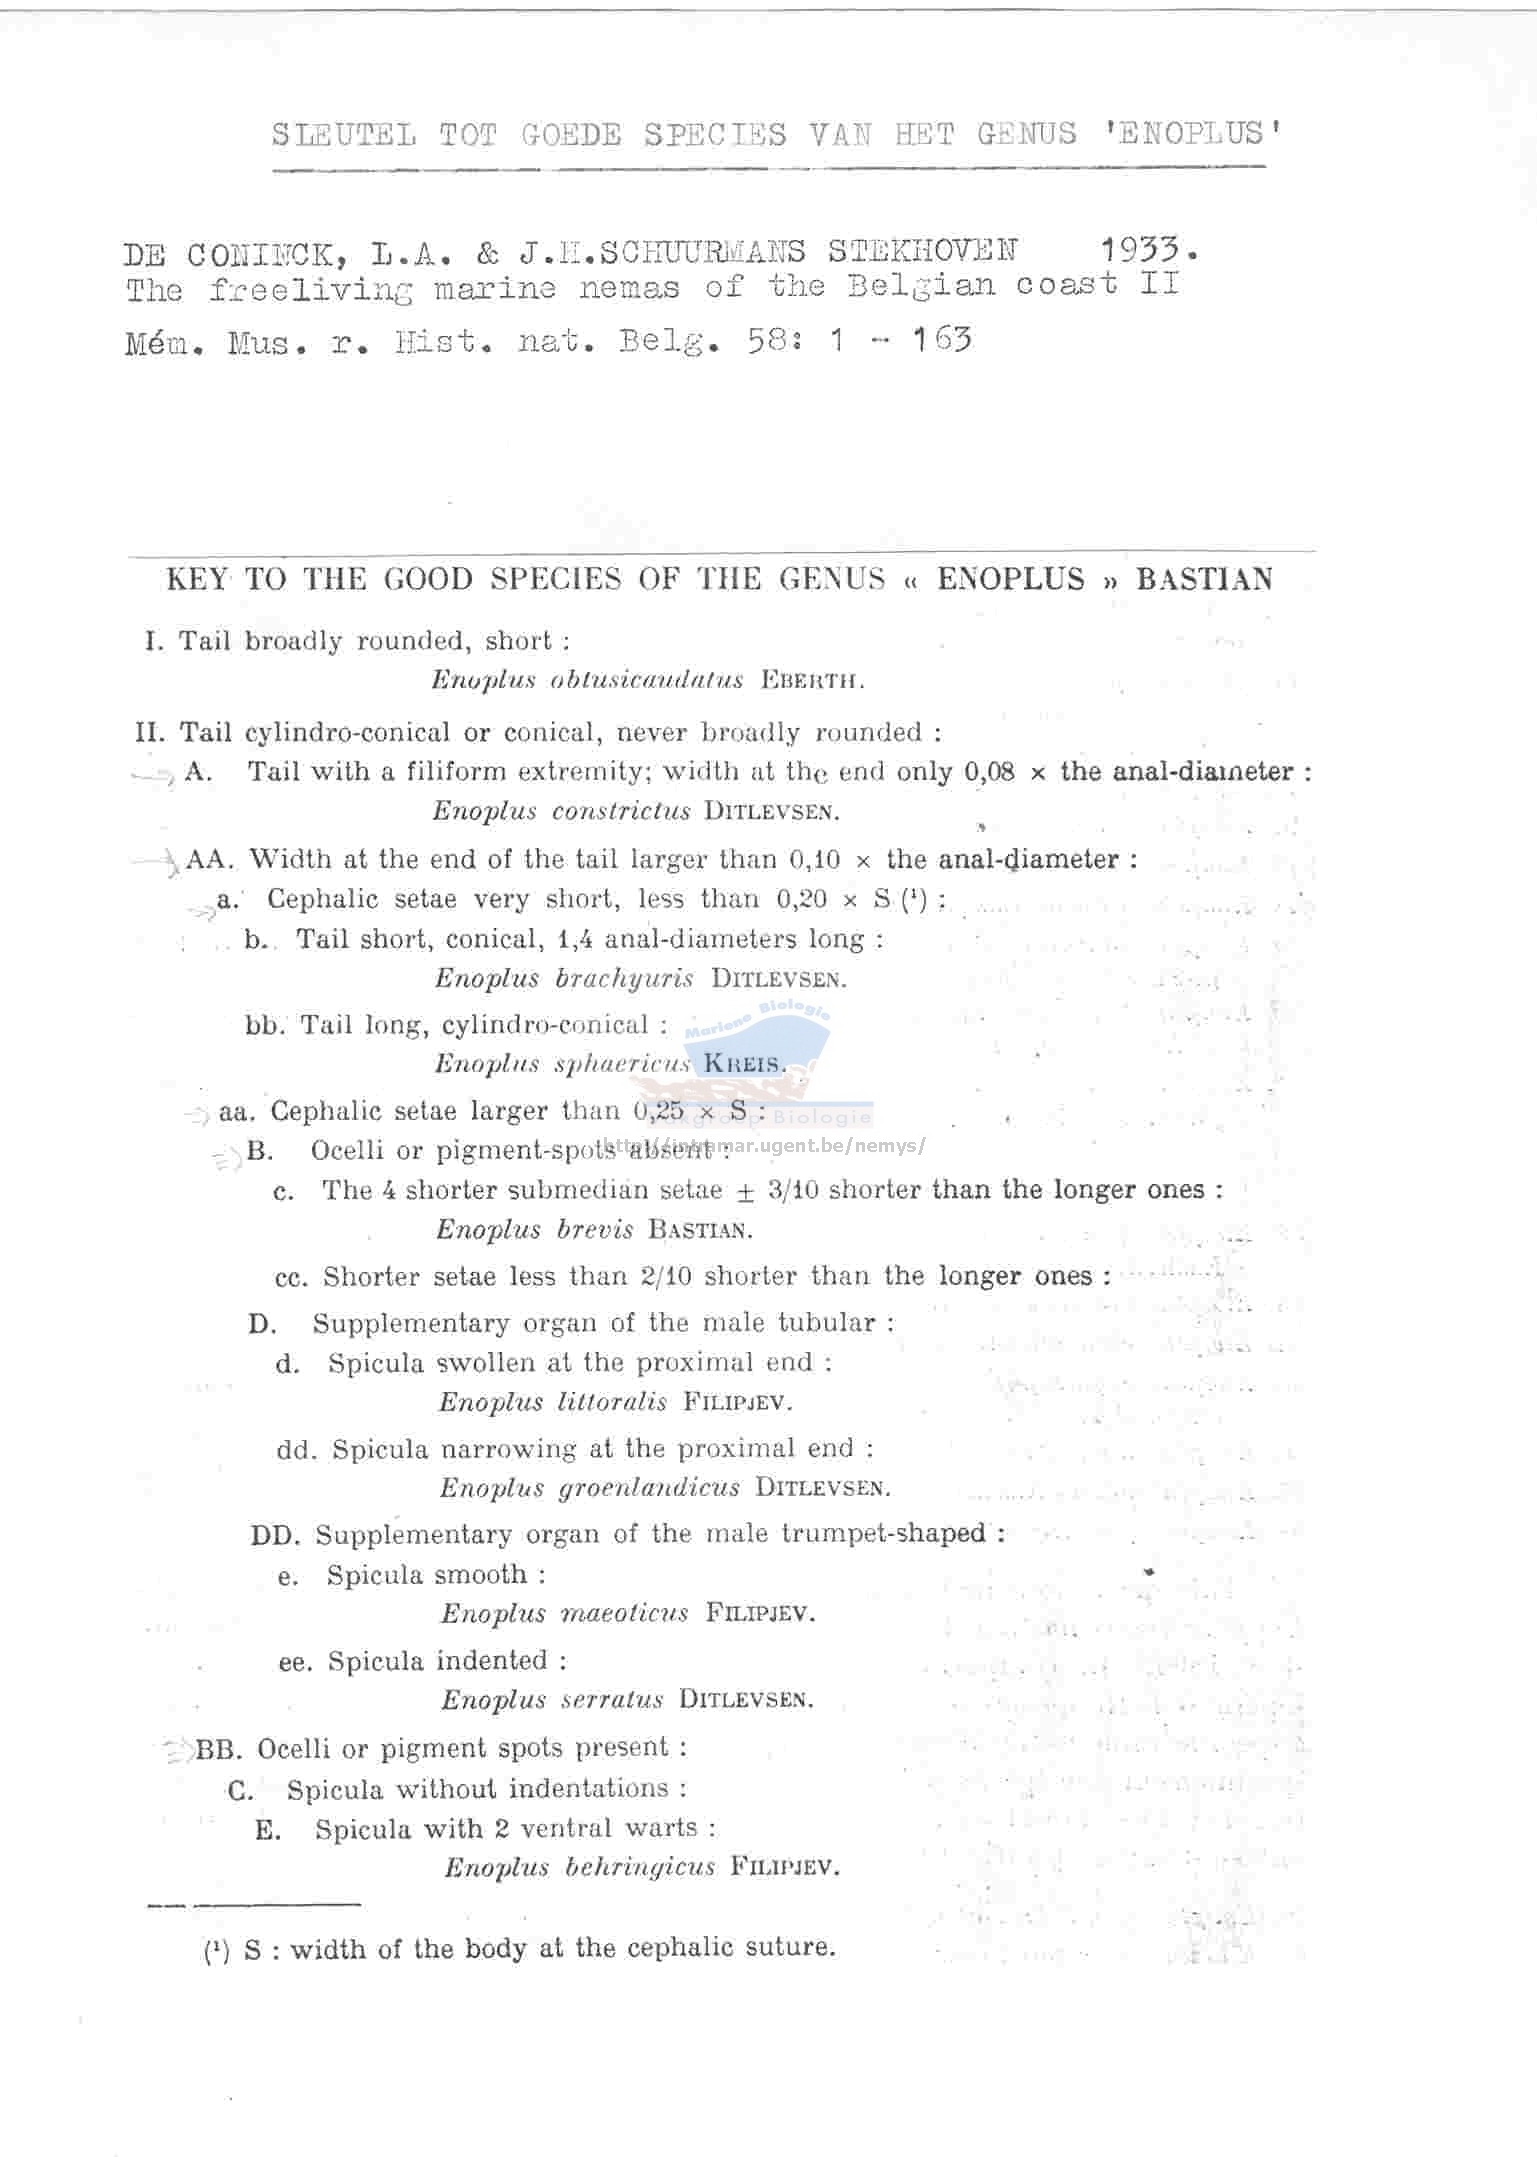 SLEUTEL TOT GOEDE SPECIES VAN HET GENUS 'ENOPLUS'
DE CONINCK, L.A. & J.H.SCHUURMANS STEKHOVEN 1933.
The freeliving marine nemas of the Belgian coast II
Mém. Mus. r. Hist. nat. Belg. 58: 1 - 163
KEY TO THE GOOD SPECIES OF THE GENUS « ENOPLUS » BASTIAN
I. Tail broadly rounded, short :
Enoplus obtusicaudatus EBERTH.
II. Tail cylindro-conical or conical, never broadly rounded :
A. Tail with a filiform extremity; width at the end only 0,08 × the anal-diameter :
Enoplus constrictus DITLEVSEN.
AA. Width at the end of the tail larger than 0,10 × the anal-diameter :
a. Cephalic setae very short, less than 0,20 × S (¹) :
b. Tail short, conical, 1,4 anal-diameters long :
Enoplus brachyuris DITLEVSEN.
bb. Tail long, cylindro-conical :
Mariene Biologie
Enoplus sphaericus KREIS.
aa. Cephalic setae larger than 0,25 × S :
Vakgroep Biologie
http://intramar.ugent.be/nemys/
B. Ocelli or pigment-spots absent :
c. The 4 shorter submedian setae ± 3/10 shorter than the longer ones :
Enoplus brevis BASTIAN.
cc. Shorter setae less than 2/10 shorter than the longer ones :
D. Supplementary organ of the male tubular :
d. Spicula swollen at the proximal end :
Enoplus littoralis FILIPJEV.
dd. Spicula narrowing at the proximal end :
Enoplus groenlandicus DITLEVSEN.
DD. Supplementary organ of the male trumpet-shaped :
e. Spicula smooth :
Enoplus maeoticus FILIPJEV.
ee. Spicula indented :
Enoplus serratus DITLEVSEN.
BB. Ocelli or pigment spots present :
C. Spicula without indentations :
E. Spicula with 2 ventral warts :
Enoplus behringicus FILIPJEV.
(¹) S : width of the body at the cephalic suture.